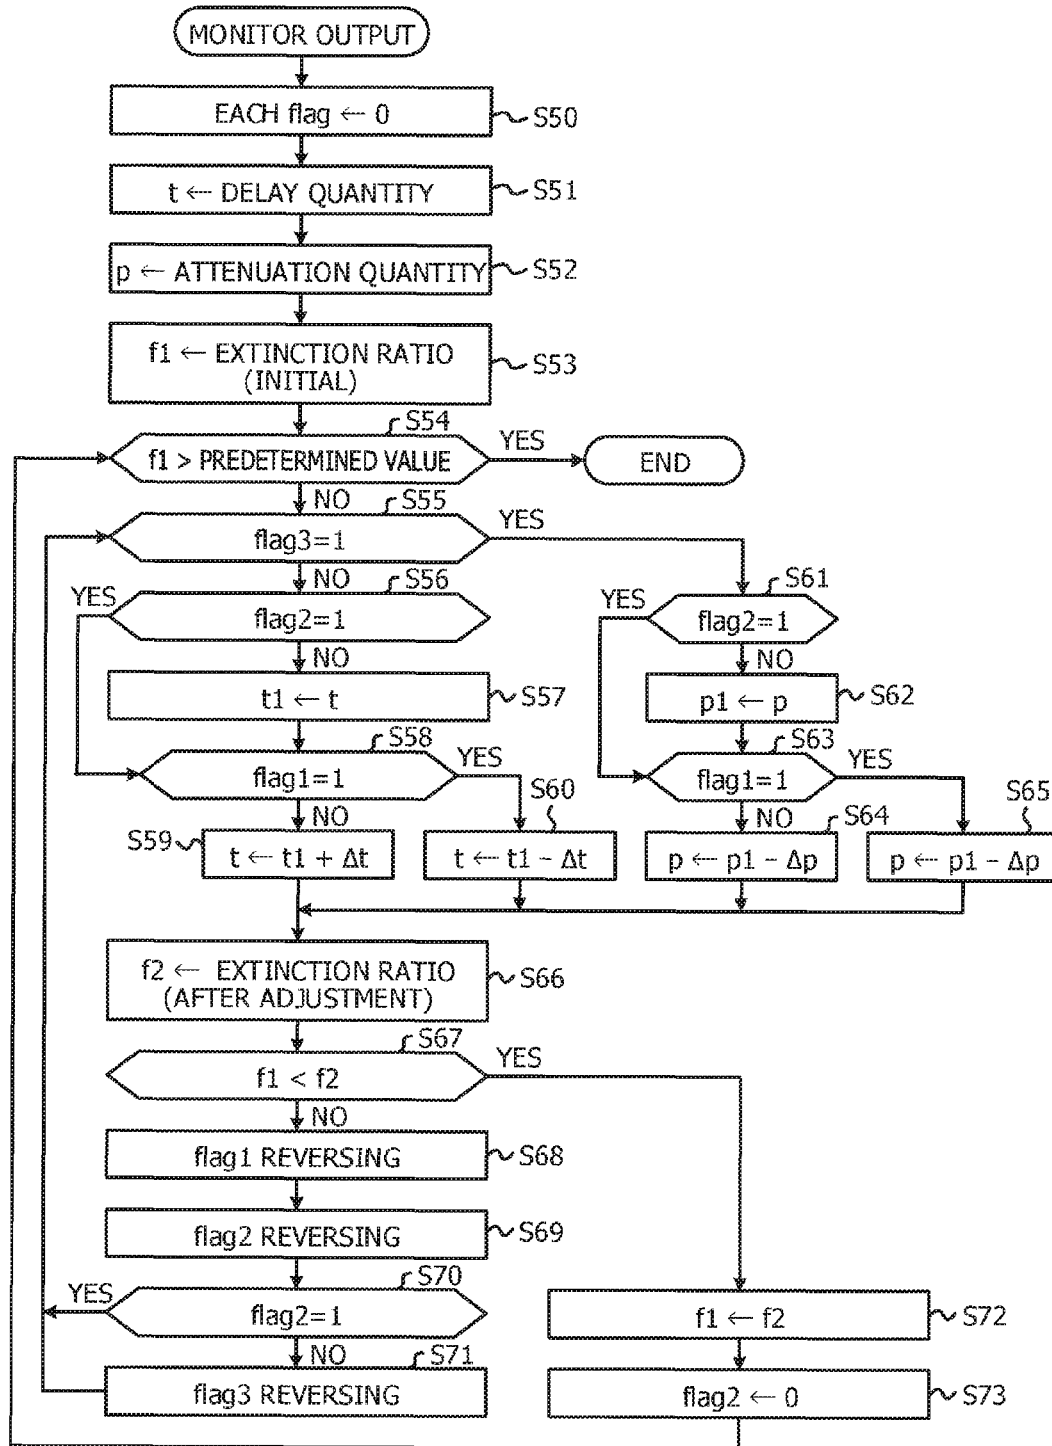 MONITOR OUTPUT
EACH flag ← 0
S50
t ← DELAY QUANTITY
S51
p ← ATTENUATION QUANTITY
S52
f1 ← EXTINCTION RATIO
(INITIAL)
S53
S54
f1 > PREDETERMINED VALUE
YES
END
NO
S55
flag3=1
YES
NO
S56
YES
flag2=1
NO
S61
YES
flag2=1
NO
t1 ← t
S57
p1 ← p
S62
S58
flag1=1
YES
NO
S63
flag1=1
YES
NO
S59
t ← t1 + Δt
S60
t ← t1 - Δt
S64
p ← p1 - Δp
S65
p ← p1 - Δp
f2 ← EXTINCTION RATIO
(AFTER ADJUSTMENT)
S66
S67
f1 < f2
YES
NO
flag1 REVERSING
S68
flag2 REVERSING
S69
S70
YES
flag2=1
NO
S71
flag3 REVERSING
f1 ← f2
S72
flag2 ← 0
S73